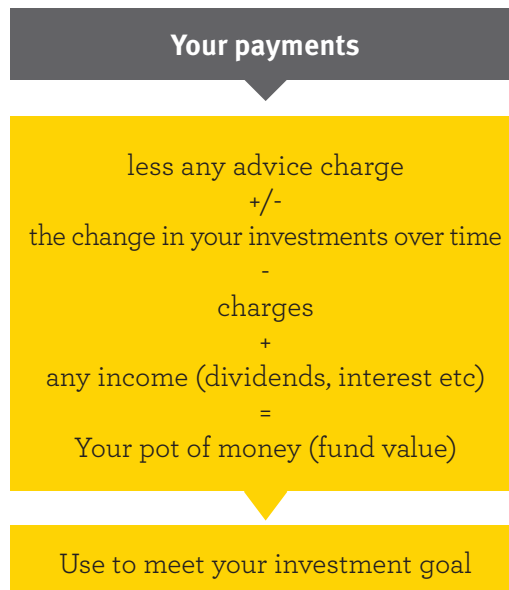 Your payments
less any advice charge
+/-
the change in your investments over time
-
charges
+
any income (dividends, interest etc)
=
Your pot of money (fund value)
Use to meet your investment goal